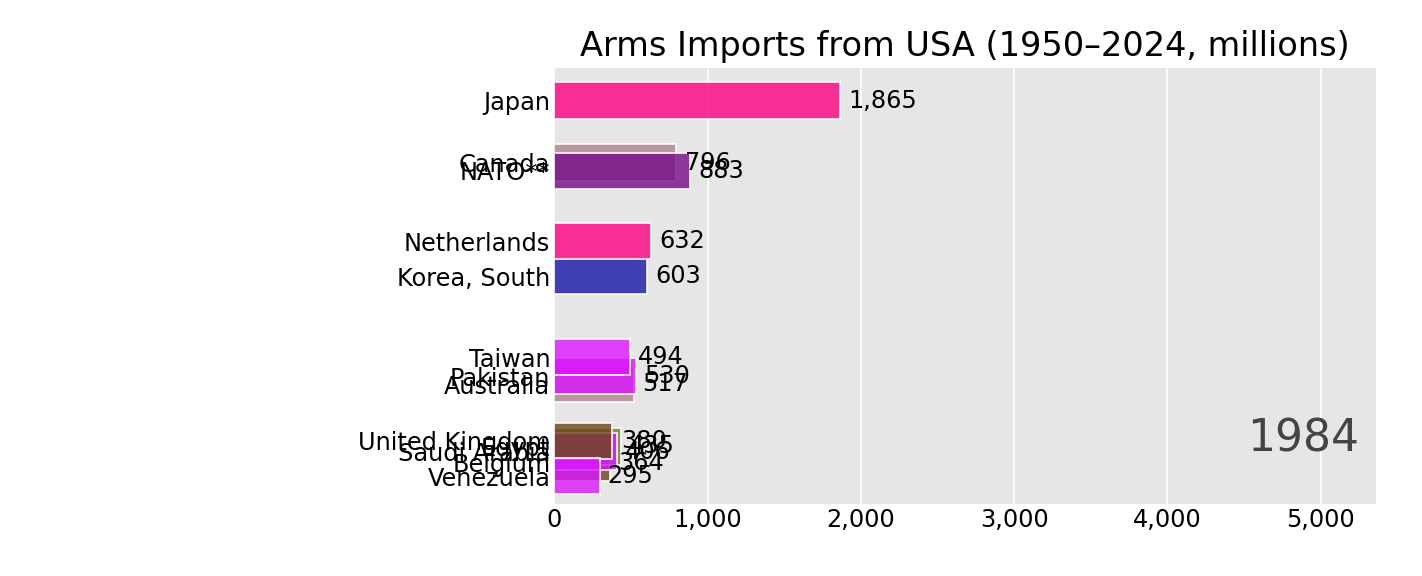 Arms Imports from USA (1950–2024, millions)
Japan 1,865
Canada 796
NATO** 883
Netherlands 632
Korea, South 603
Taiwan 494
Pakistan 530
Australia 517
United Kingdom 380
Egypt 435
Saudi Arabia
Belgium 364
Venezuela 295
1984
0 1,000 2,000 3,000 4,000 5,000